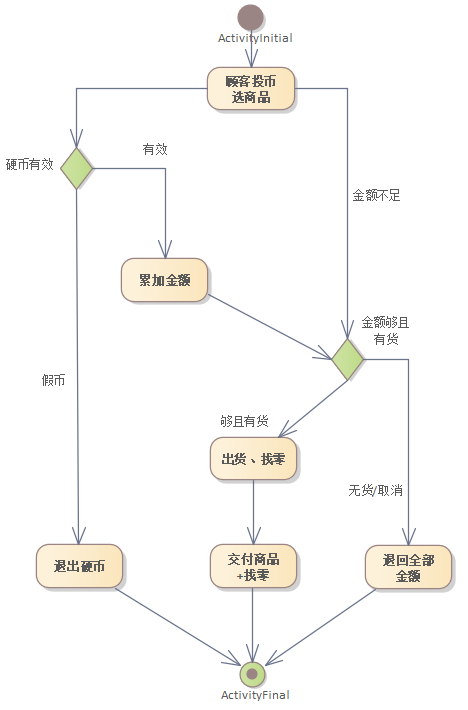 ActivityInitial
顾客投币
选商品
有效
硬币有效
金额不足
累加金额
金额够且
有货
假币
够且有货
出货、找零
无货/取消
退出硬币
交付商品
+找零
退回全部
金额
ActivityFinal